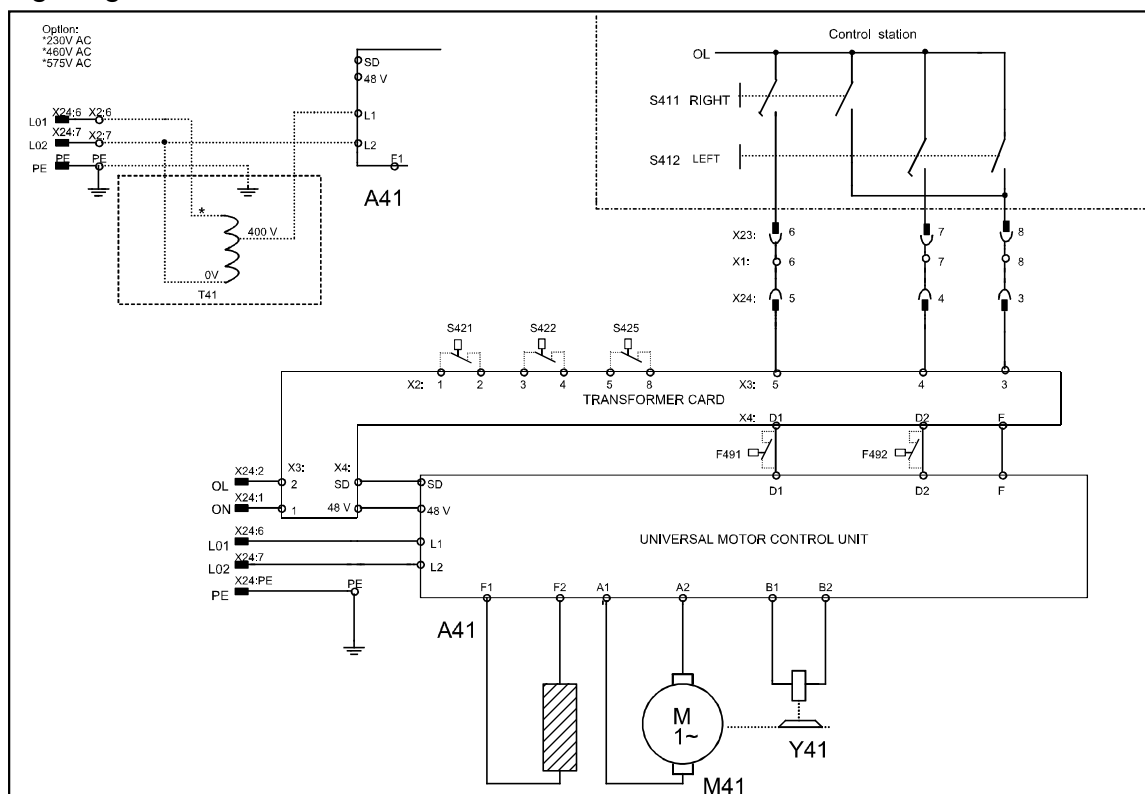 Option:
*230V AC
*460V AC
*575V AC
SD
48 V
L1
L2
F1
A41
X24:6 X2:6
L01
X24:7 X2:7
L02
PE PE
PE
*
400 V
0V
T41
Control station
OL
S411 RIGHT
S412 LEFT
X23: 6 7 8
X1: 6 7 8
X24: 5 4 3
S421 S422 S425
X2: 1 2 3 4 5 8 X3: 5 4 3
TRANSFORMER CARD
X4: D1 D2 F
F491 F492
D1 D2 F
X24:2 X3: X4:
OL 2 SD SD
X24:1
ON 1 48 V 48 V
X24:6
L01 L1
X24:7
L02 L2
X24:PE PE
PE
UNIVERSAL MOTOR CONTROL UNIT
F1 F2 A1 A2 B1 B2
A41
M
1~
Y41
M41